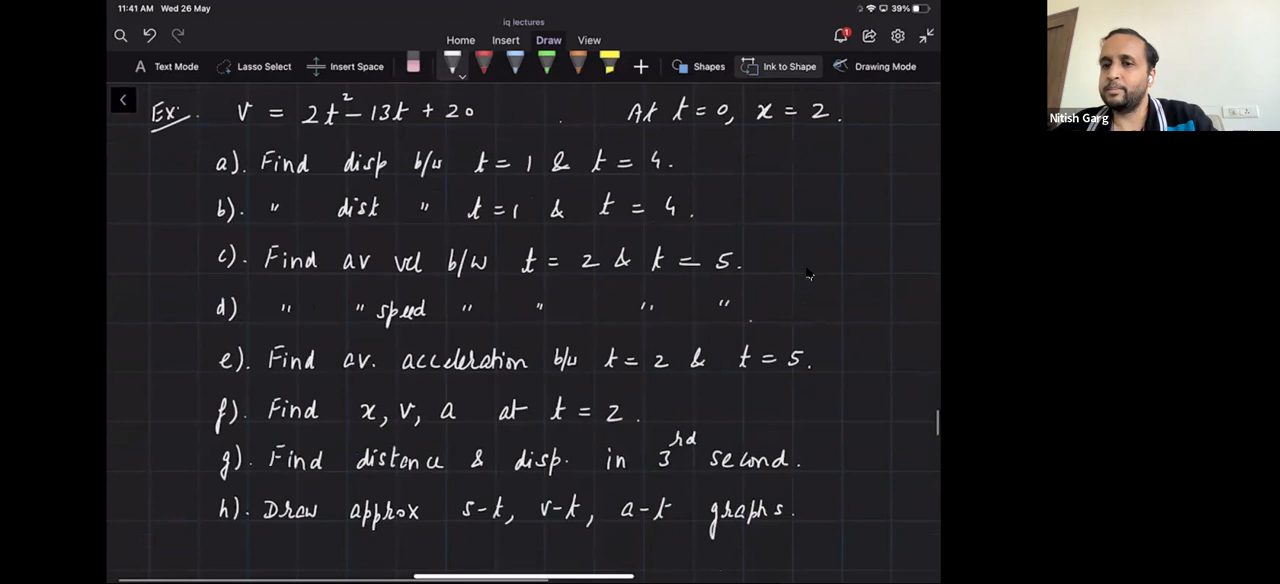 11:41 AM Wed 26 May
39%
iq lectures
Home Insert Draw View
1
A Text Mode Lasso Select Insert Space Shapes Ink to Shape Drawing Mode
Nitish Garg
Ex: v = 2t² - 13t + 20 At t = 0, x = 2.
a). Find disp b/w t = 1 & t = 4.
b). " dist " t = 1 & t = 4.
c). Find av vel b/w t = 2 & t = 5.
d) " " speed " " " " .
e). Find av. acceleration b/w t = 2 & t = 5.
f). Find x, v, a at t = 2.
g). Find distance & disp. in 3rd second.
h). Draw approx s-t, v-t, a-t graphs.